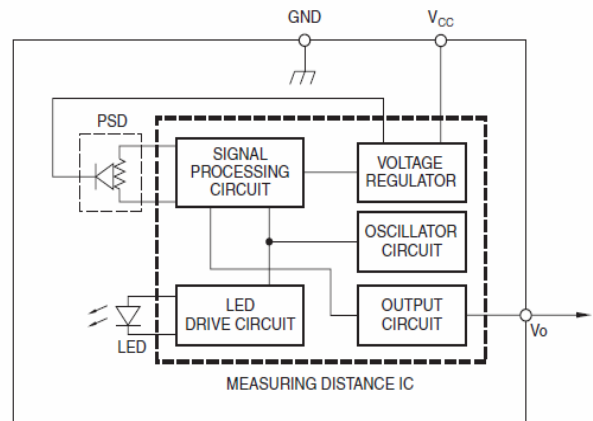 GND
VCC
PSD
SIGNAL
PROCESSING
CIRCUIT
VOLTAGE
REGULATOR
OSCILLATOR
CIRCUIT
LED
DRIVE CIRCUIT
OUTPUT
CIRCUIT
LED
Vo
MEASURING DISTANCE IC